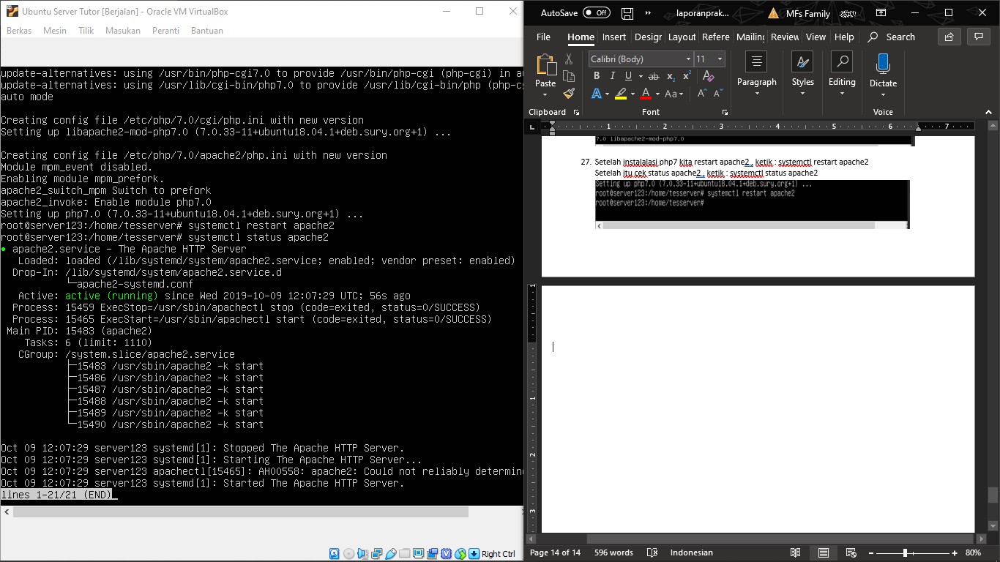 Ubuntu Server Tutor [Berjalan] - Oracle VM VirtualBox
Berkas Mesin Tilik Masukan Peranti Bantuan
update-alternatives: using /usr/bin/php-cgi7.0 to provide /usr/bin/php-cgi (php-cgi) in au
update-alternatives: using /usr/lib/cgi-bin/php7.0 to provide /usr/lib/cgi-bin/php (php-cg
auto mode
Creating config file /etc/php/7.0/cgi/php.ini with new version
Setting up libapache2-mod-php7.0 (7.0.33-11+ubuntu18.04.1+deb.sury.org+1) ...
Creating config file /etc/php/7.0/apache2/php.ini with new version
Module mpm_event disabled.
Enabling module mpm_prefork.
apache2_switch_mpm Switch to prefork
apache2_invoke: Enable module php7.0
Setting up php7.0 (7.0.33-11+ubuntu18.04.1+deb.sury.org+1) ...
root@server123:/home/tesserver# systemctl restart apache2
root@server123:/home/tesserver# systemctl status apache2
● apache2.service - The Apache HTTP Server
Loaded: loaded (/lib/systemd/system/apache2.service; enabled; vendor preset: enabled)
Drop-In: /lib/systemd/system/apache2.service.d
└─apache2-systemd.conf
Active: active (running) since Wed 2019-10-09 12:07:29 UTC; 56s ago
Process: 15459 ExecStop=/usr/sbin/apachectl stop (code=exited, status=0/SUCCESS)
Process: 15465 ExecStart=/usr/sbin/apachectl start (code=exited, status=0/SUCCESS)
Main PID: 15483 (apache2)
Tasks: 6 (limit: 1110)
CGroup: /system.slice/apache2.service
├─15483 /usr/sbin/apache2 -k start
├─15486 /usr/sbin/apache2 -k start
├─15487 /usr/sbin/apache2 -k start
├─15488 /usr/sbin/apache2 -k start
├─15489 /usr/sbin/apache2 -k start
└─15490 /usr/sbin/apache2 -k start
Oct 09 12:07:29 server123 systemd[1]: Stopped The Apache HTTP Server.
Oct 09 12:07:29 server123 systemd[1]: Starting The Apache HTTP Server...
Oct 09 12:07:29 server123 apachectl[15465]: AH00558: apache2: Could not reliably determin
Oct 09 12:07:29 server123 systemd[1]: Started The Apache HTTP Server.
lines 1-21/21 (END)
Right Ctrl
AutoSave Off laporanprak... MFs Family
File Home Insert Design Layout Refere Mailing Review View Help Search
Paste
Calibri (Body) 11
B I U ab x₂ x² A
A A Aa A A
Paragraph
Styles
Editing
Dictate
Clipboard Font Voice
1 2 3 4 5 6 7
7.0 libapache2-mod-php7.0
27. Setelah instalalasi php7 kita restart apache2 , ketik : systemctl restart apache2
Setelah itu cek status apache2 , ketik : systemctl status apache2
Setting up php7.0 (7.0.33-11+ubuntu18.04.1+deb.sury.org+1) ...
root@server123:/home/tesserver# systemctl restart apache2
root@server123:/home/tesserver#
1
1
2
3
Page 14 of 14 596 words Indonesian 80%